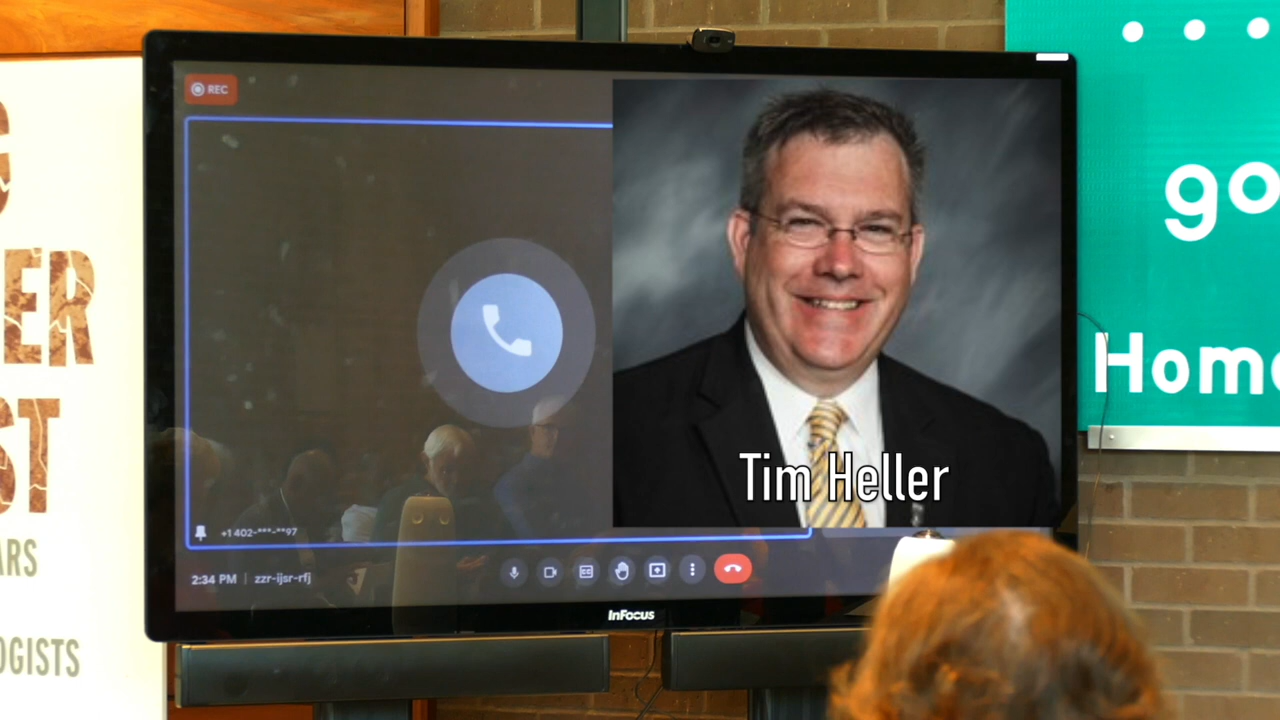 REC
+1 402-***-**97
2:34 PM | zzr-ijsr-rfj
Tim Heller
InFocus
ER
ST
ARS
OGISTS
go
Home